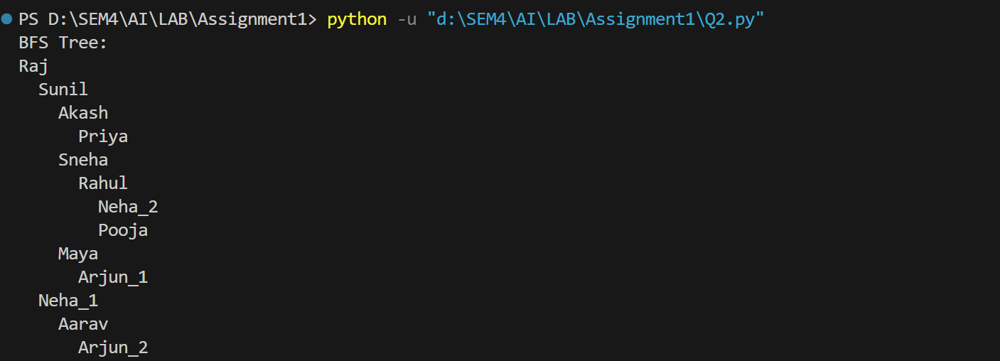 PS D:\SEM4\AI\LAB\Assignment1> python -u "d:\SEM4\AI\LAB\Assignment1\Q2.py"
BFS Tree:
Raj
  Sunil
    Akash
      Priya
    Sneha
      Rahul
        Neha_2
        Pooja
    Maya
      Arjun_1
  Neha_1
    Aarav
      Arjun_2